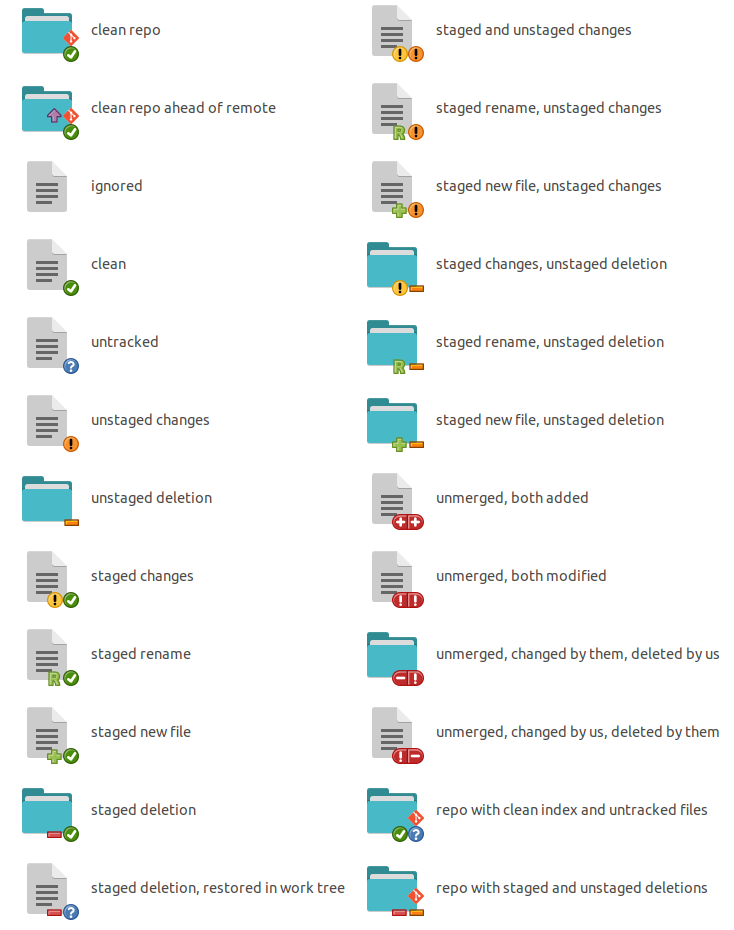 clean repo
clean repo ahead of remote
ignored
clean
untracked
unstaged changes
unstaged deletion
staged changes
R
staged rename
staged new file
staged deletion
staged deletion, restored in work tree
staged and unstaged changes
R
staged rename, unstaged changes
staged new file, unstaged changes
staged changes, unstaged deletion
R
staged rename, unstaged deletion
staged new file, unstaged deletion
unmerged, both added
unmerged, both modified
unmerged, changed by them, deleted by us
unmerged, changed by us, deleted by them
repo with clean index and untracked files
repo with staged and unstaged deletions